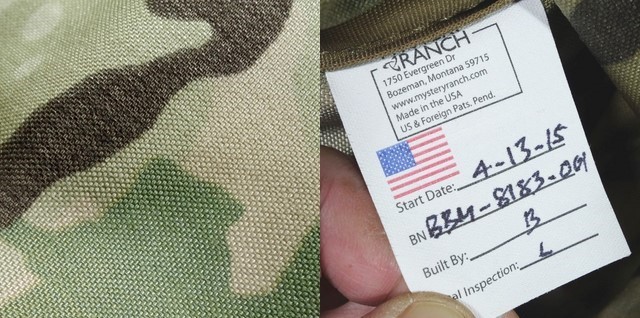 RANCH
1750 Evergreen Dr
Bozeman, Montana 59715
www.mysteryranch.com
Made in the USA
US & Foreign Pats. Pend.
Start Date: 4-13-15
BN BBM-8183-001
Built By: B
al Inspection: L